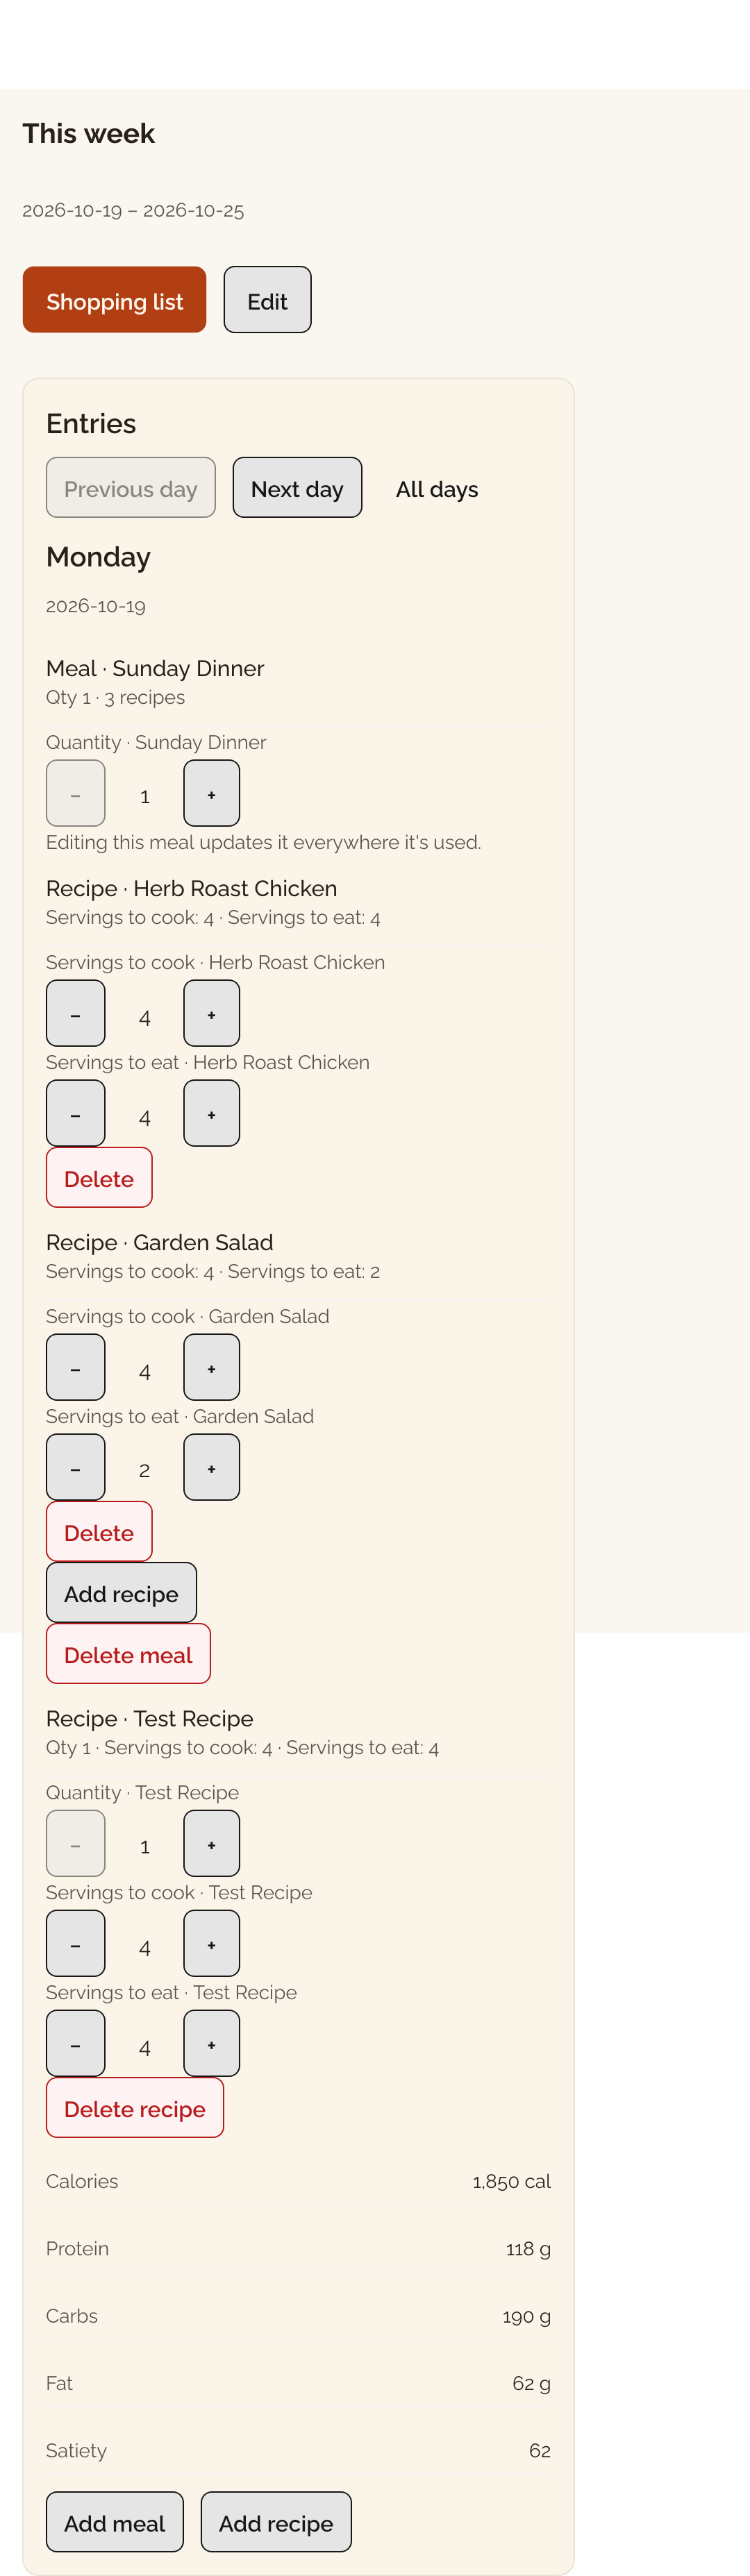 This week
2026-10-19 – 2026-10-25
Shopping list Edit
Entries
Previous day Next day All days
Monday
2026-10-19
Meal · Sunday Dinner
Qty 1 · 3 recipes
Quantity · Sunday Dinner
– 1 +
Editing this meal updates it everywhere it's used.
Recipe · Herb Roast Chicken
Servings to cook: 4 · Servings to eat: 4
Servings to cook · Herb Roast Chicken
– 4 +
Servings to eat · Herb Roast Chicken
– 4 +
Delete
Recipe · Garden Salad
Servings to cook: 4 · Servings to eat: 2
Servings to cook · Garden Salad
– 4 +
Servings to eat · Garden Salad
– 2 +
Delete
Add recipe
Delete meal
Recipe · Test Recipe
Qty 1 · Servings to cook: 4 · Servings to eat: 4
Quantity · Test Recipe
– 1 +
Servings to cook · Test Recipe
– 4 +
Servings to eat · Test Recipe
– 4 +
Delete recipe
Calories 1,850 cal
Protein 118 g
Carbs 190 g
Fat 62 g
Satiety 62
Add meal Add recipe